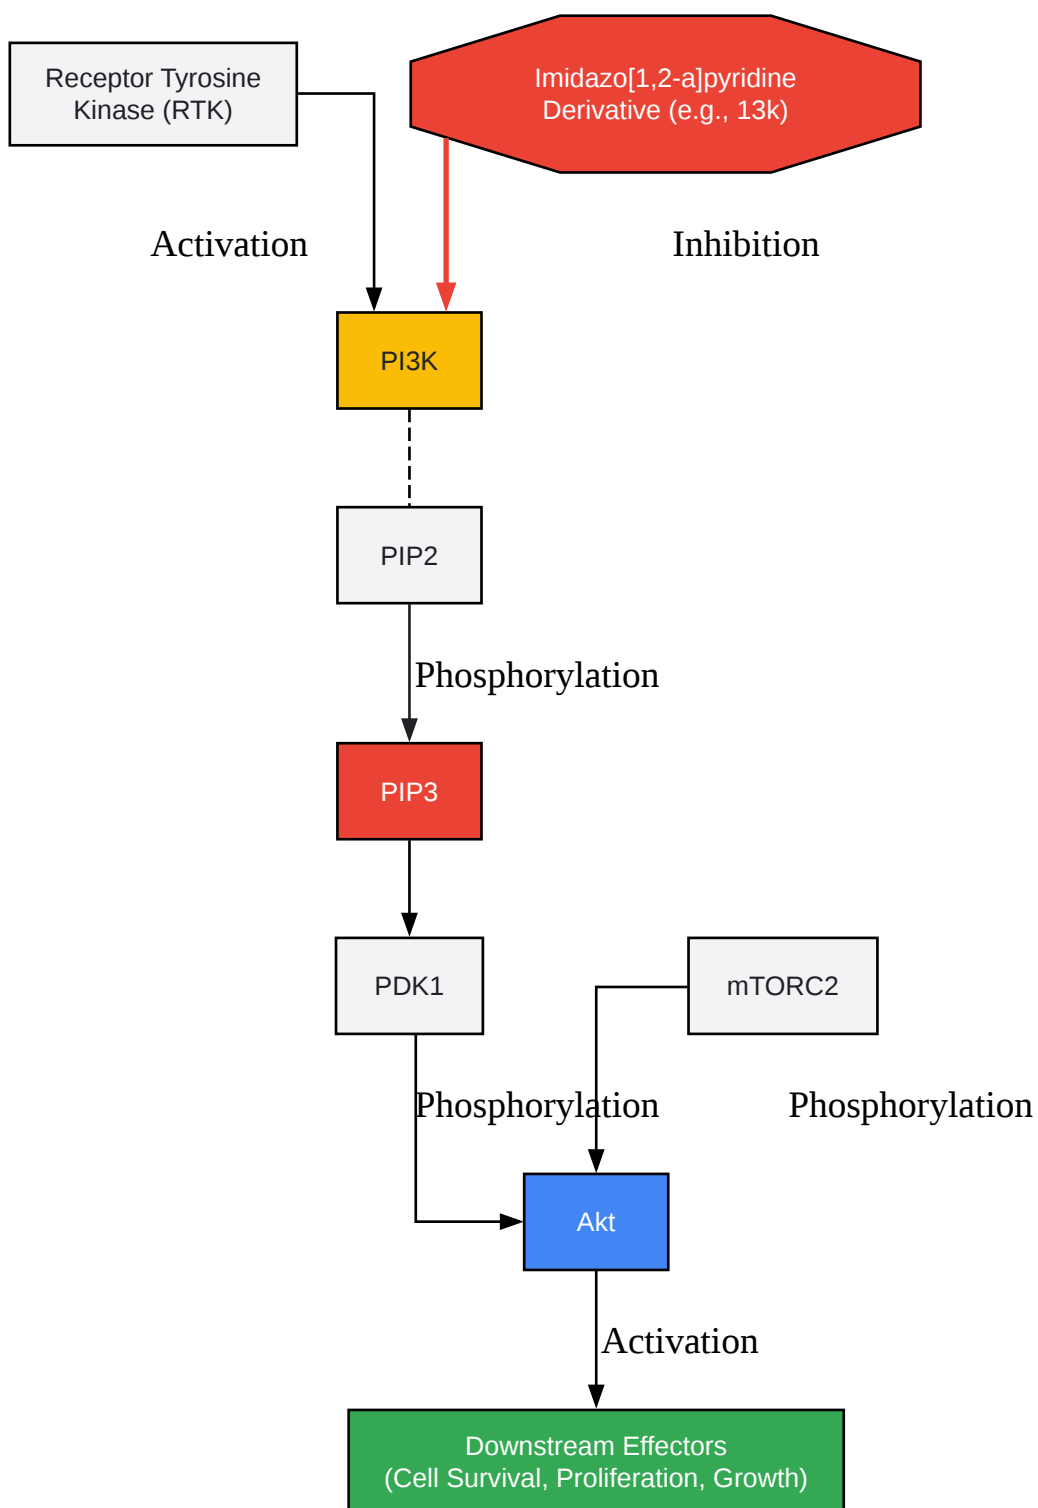 Receptor Tyrosine
Kinase (RTK)
Imidazo[1,2-a]pyridine
Derivative (e.g., 13k)
Activation
Inhibition
PI3K
PIP2
Phosphorylation
PIP3
PDK1
mTORC2
Phosphorylation
Phosphorylation
Akt
Activation
Downstream Effectors
(Cell Survival, Proliferation, Growth)